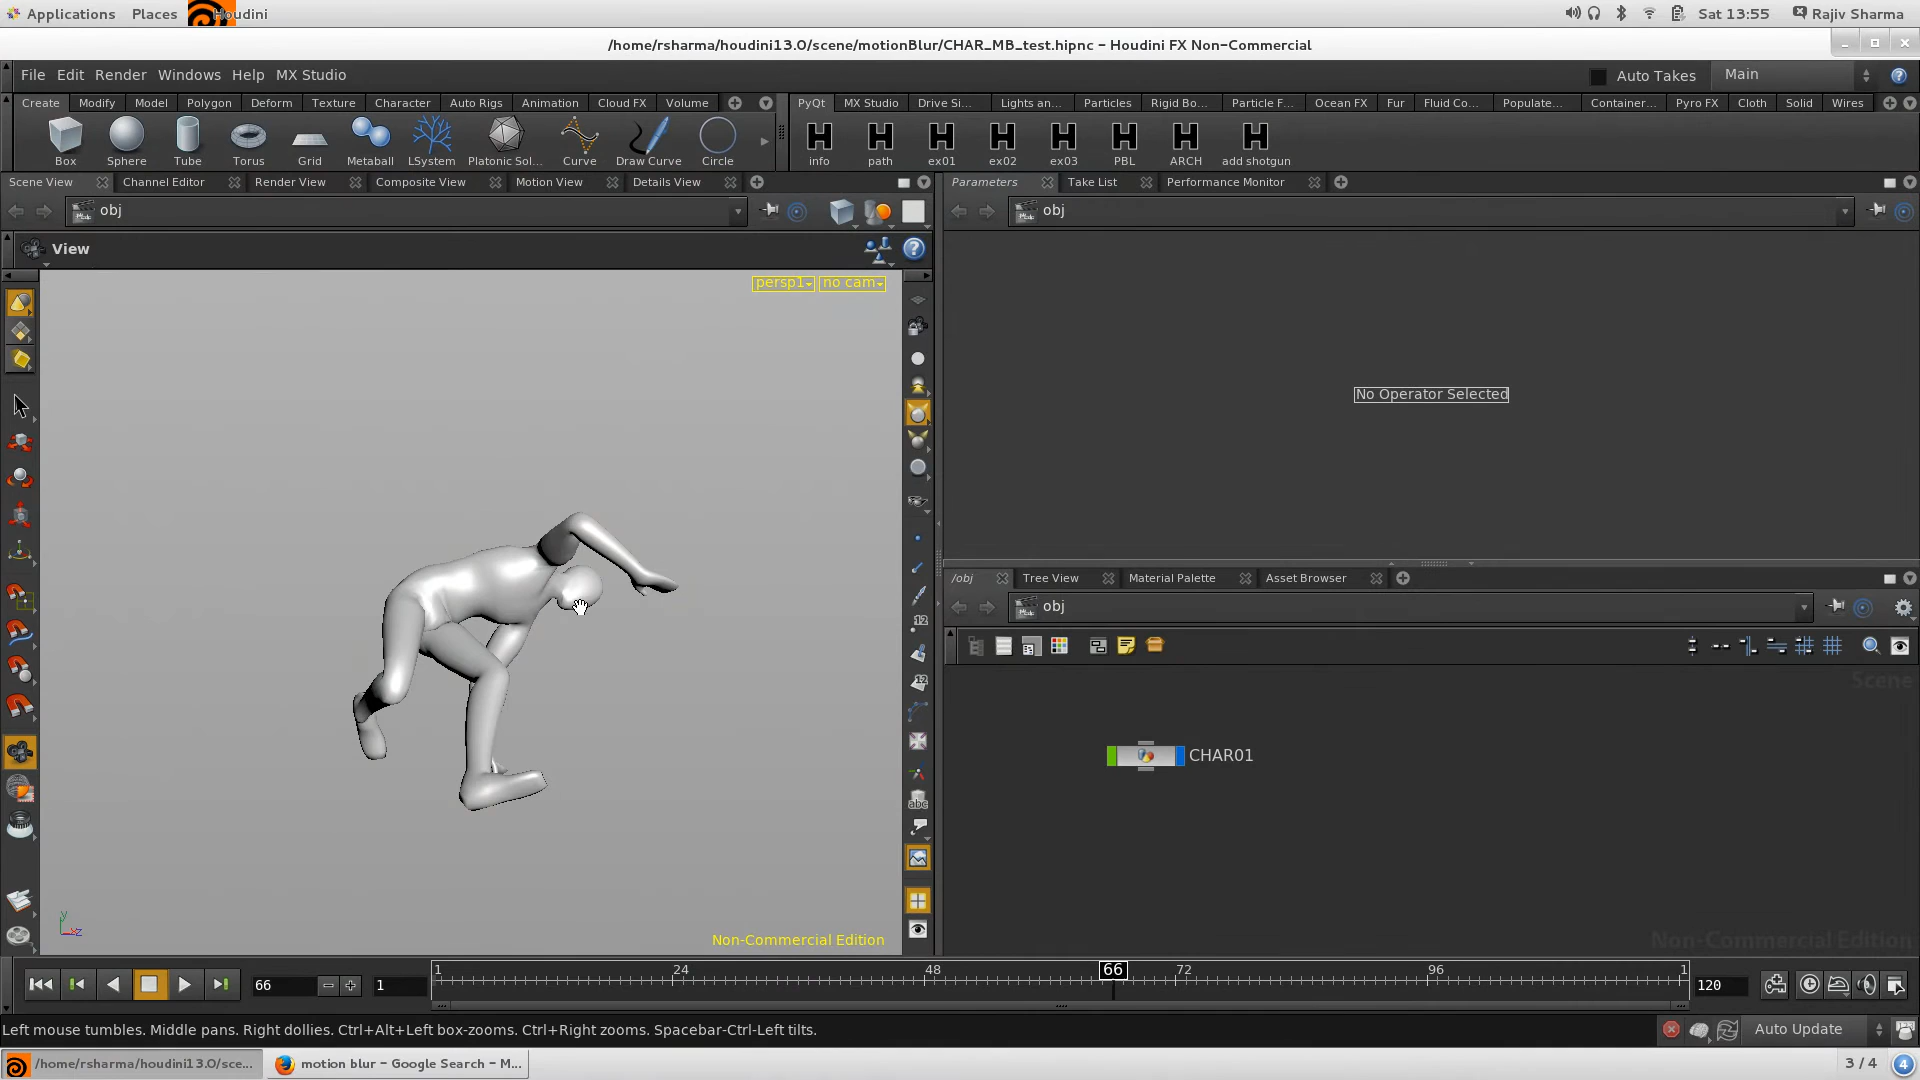 Applications Places Houdini Sat 13:55 Rajiv Sharma
/home/rsharma/houdini13.0/scene/motionBlur/CHAR_MB_test.hipnc - Houdini FX Non-Commercial
File Edit Render Windows Help MX Studio Auto Takes Main
Create Modify Model Polygon Deform Texture Character Auto Rigs Animation Cloud FX Volume
PyQt MX Studio Drive Si... Lights an... Particles Rigid Bo... Particle F... Ocean FX Fur Fluid Co... Populate... Container... Pyro FX Cloth Solid Wires
Box Sphere Tube Torus Grid Metaball LSystem Platonic Sol... Curve Draw Curve Circle
info path ex01 ex02 ex03 PBL ARCH add shotgun
Scene View Channel Editor Render View Composite View Motion View Details View
Parameters Take List Performance Monitor
obj
obj
View
persp1 no cam
No Operator Selected
/obj Tree View Material Palette Asset Browser
obj
Scene
CHAR01
12
12
abc
y
z
Non-Commercial Edition
Non-Commercial Edition
66 1 1 24 48 66 72 96 1 120
Left mouse tumbles. Middle pans. Right dollies. Ctrl+Alt+Left box-zooms. Ctrl+Right zooms. Spacebar-Ctrl-Left tilts.
Auto Update
/home/rsharma/houdini13.0/sce... motion blur - Google Search - M... 3 / 4 4